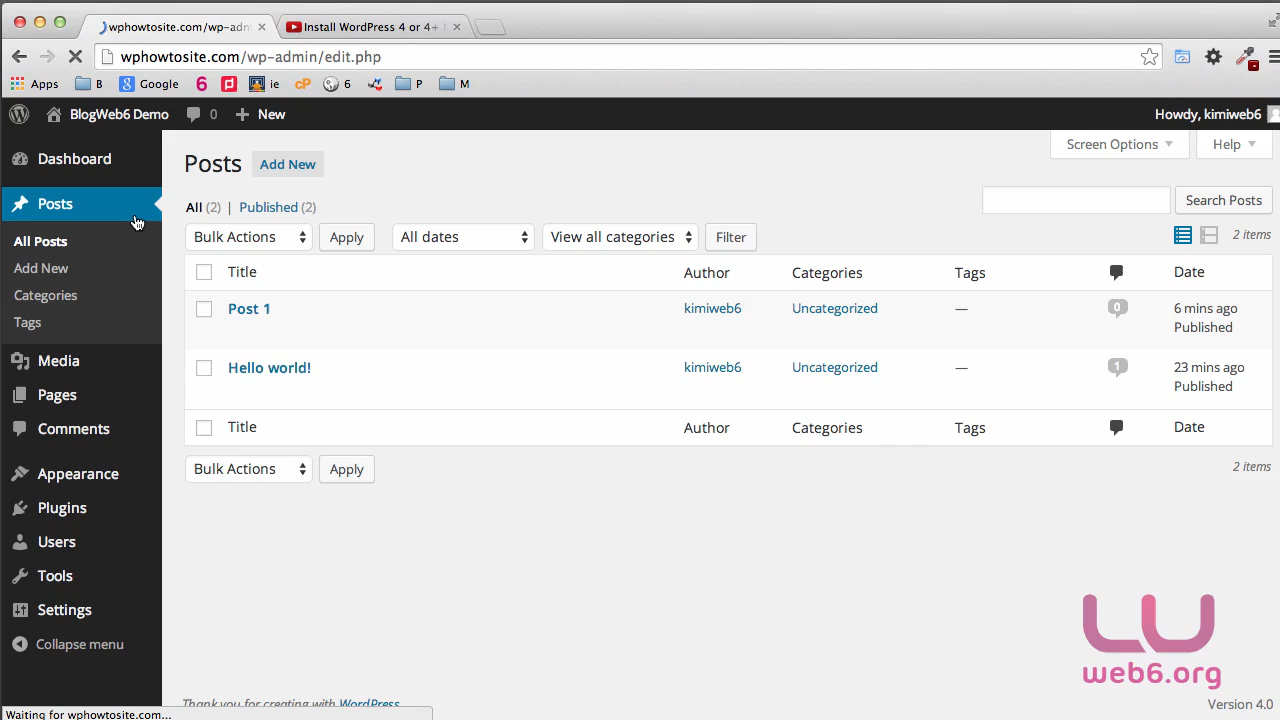 wphowtosite.com/wp-adm
Install WordPress 4 or 4+
wphowtosite.com/wp-admin/edit.php
Apps B Google 6 ie cP 6 P M
BlogWeb6 Demo 0 New Howdy, kimiweb6
Dashboard
Posts
All Posts
Add New
Categories
Tags
Media
Pages
Comments
Appearance
Plugins
Users
Tools
Settings
Collapse menu
Screen Options Help
Posts Add New
All (2) | Published (2)
Search Posts
Bulk Actions Apply All dates View all categories Filter 2 items
Title Author Categories Tags Date
Post 1 kimiweb6 Uncategorized — 0 6 mins ago
Published
Hello world! kimiweb6 Uncategorized — 1 23 mins ago
Published
Title Author Categories Tags Date
Bulk Actions Apply 2 items
web6.org
Thank you for creating with WordPress Version 4.0
Waiting for wphowtosite.com...